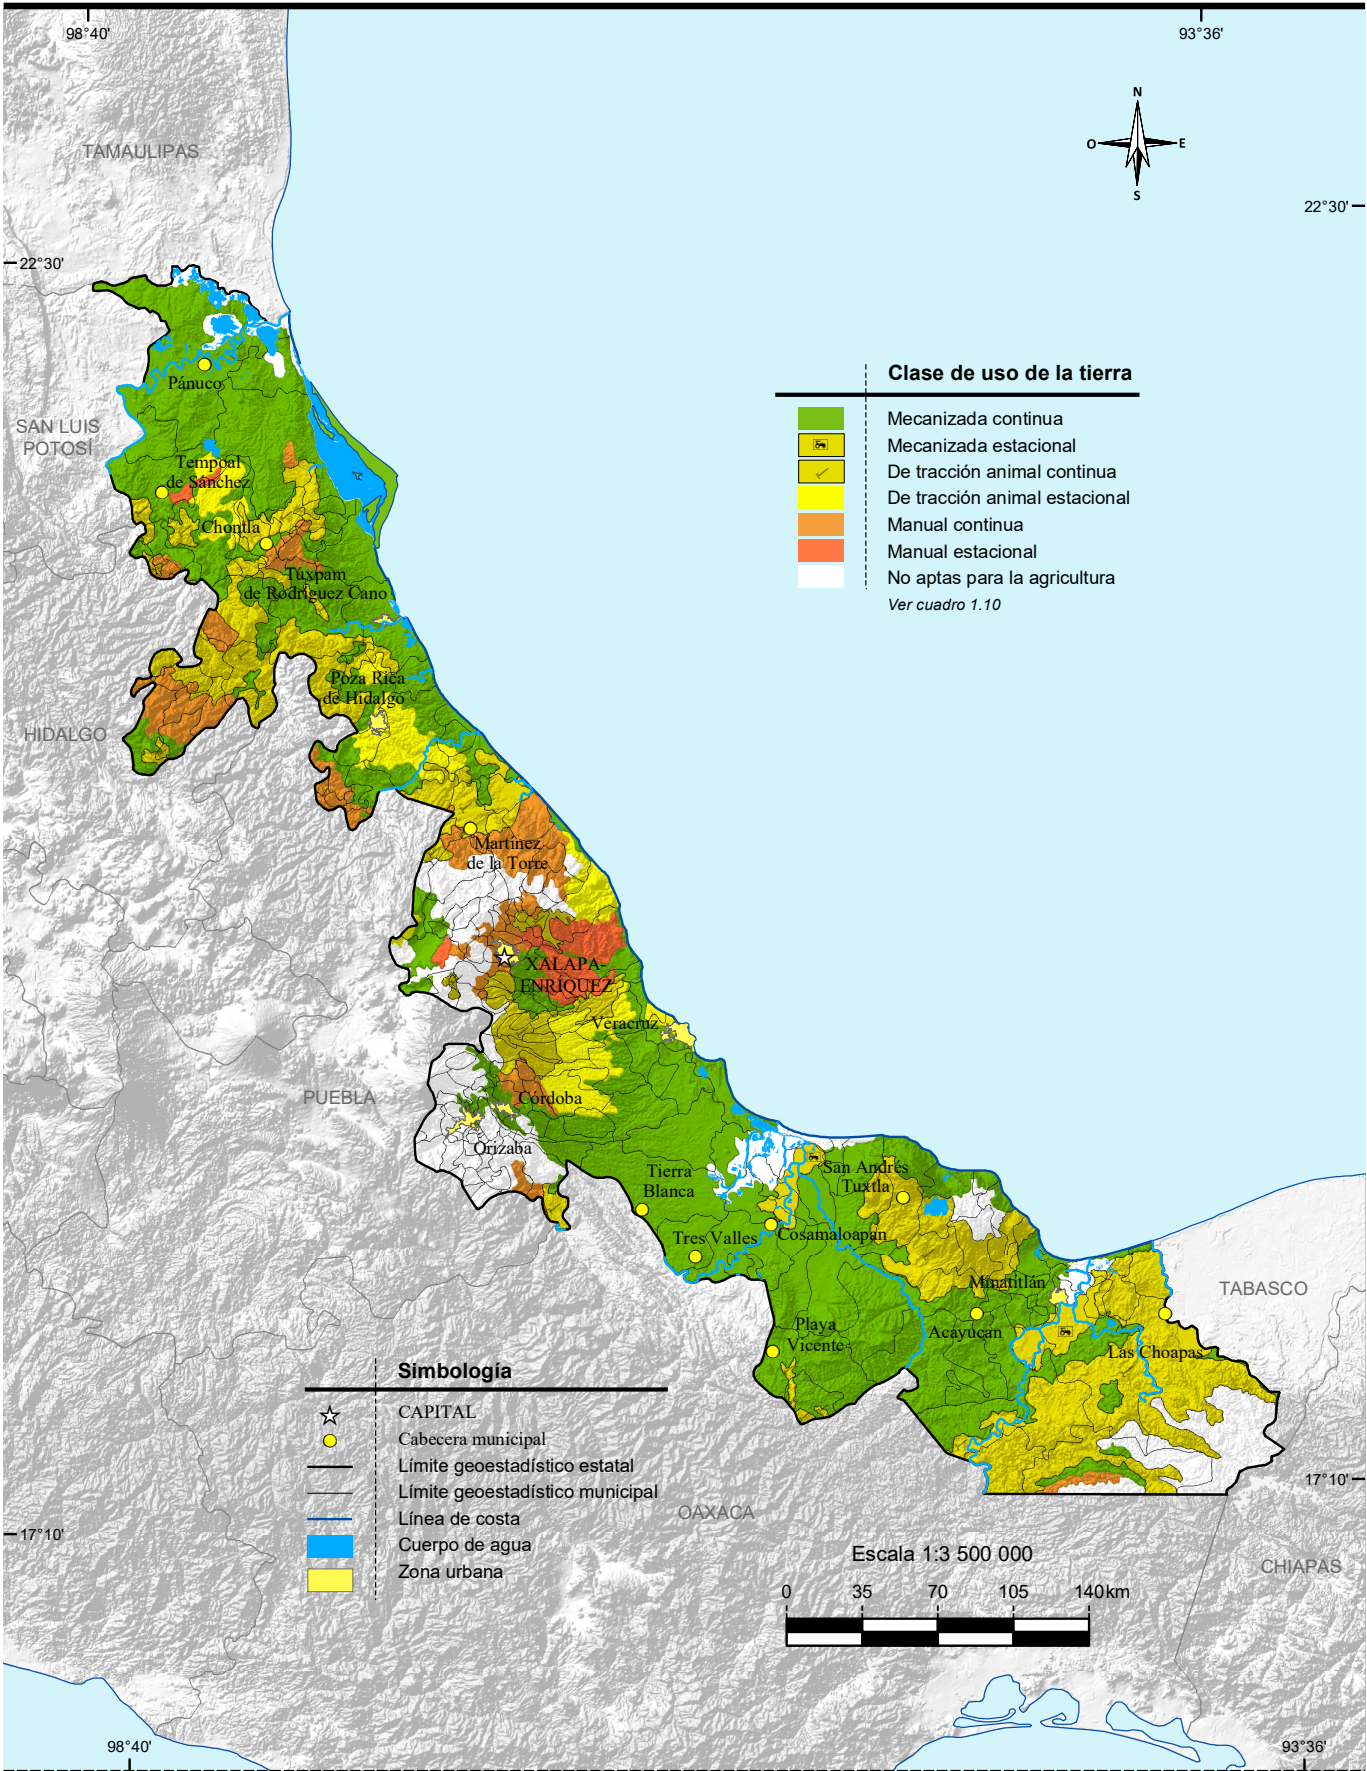 98°40'
93°36'
TAMAULIPAS
N
O
E
S
22°30'
22°30'
Clase de uso de la tierra
Mecanizada continua
Mecanizada estacional
De tracción animal continua
De tracción animal estacional
Manual continua
Manual estacional
No aptas para la agricultura
Ver cuadro 1.10
Pánuco
SAN LUIS
POTOSÍ
Tempoal
de Sánchez
Chontla
Túxpam
de Rodríguez Cano
Poza Rica
de Hidalgo
HIDALGO
Martínez
de la Torre
XALAPA-
ENRÍQUEZ
Veracruz
PUEBLA
Córdoba
Orizaba
Tierra
Blanca
San Andrés
Tuxtla
Tres Valles
Cosamaloapan
Minatitlán
TABASCO
Playa
Vicente
Acayucan
Las Choapas
Simbología
CAPITAL
Cabecera municipal
Límite geoestadístico estatal
Límite geoestadístico municipal
Línea de costa
Cuerpo de agua
Zona urbana
17°10'
17°10'
OAXACA
CHIAPAS
Escala 1:3 500 000
0 35 70 105 140km
98°40'
93°36'